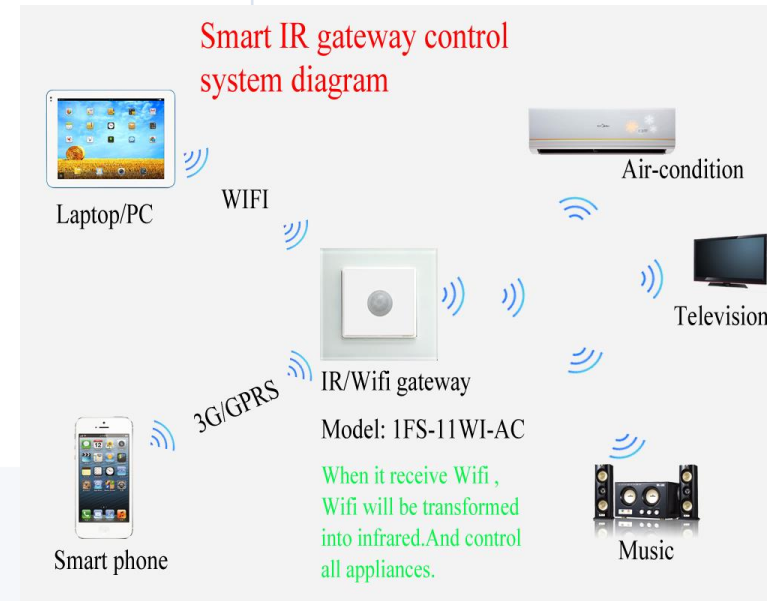 Smart IR gateway control
system diagram
Air-condition
WIFI
Laptop/PC
Television
IR/Wifi gateway
3G/GPRS
Model: 1FS-11WI-AC
When it receive Wifi ,
Wifi will be transformed
into infrared.And control
all appliances.
Smart phone
Music